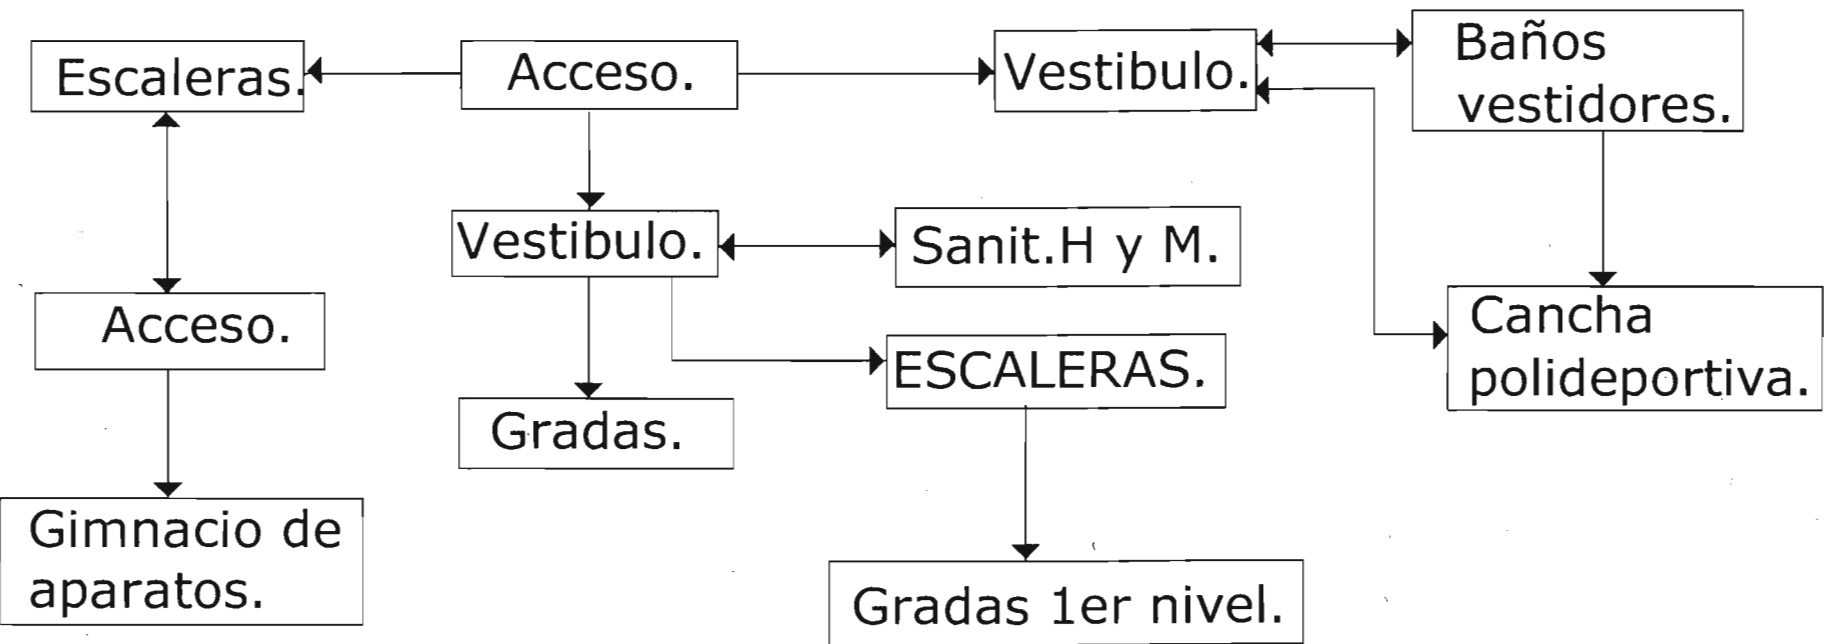 Escaleras.
Acceso.
Vestibulo.
Baños
vestidores.
Vestibulo.
Sanit.H y M.
Acceso.
Cancha
polideportiva.
ESCALERAS.
Gradas.
Gimnacio de
aparatos.
Gradas 1er nivel.